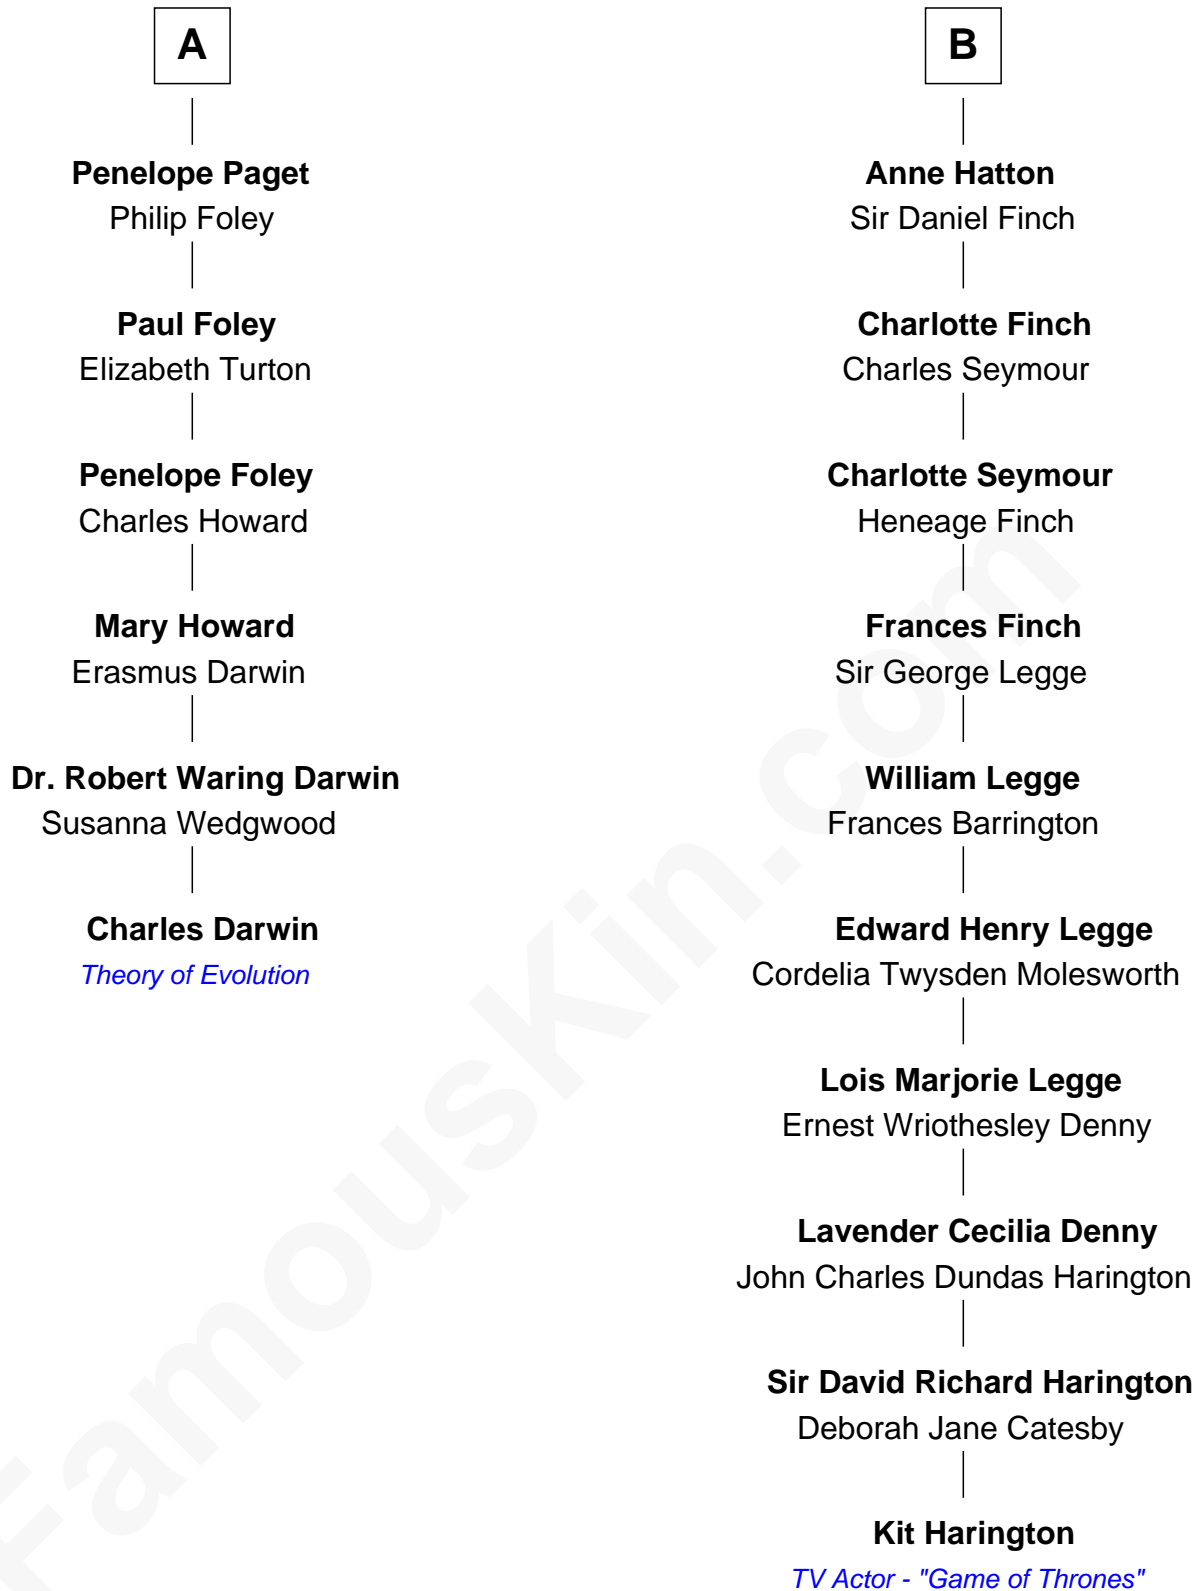 A
Penelope Paget
Philip Foley
Paul Foley
Elizabeth Turton
Penelope Foley
Charles Howard
Mary Howard
Erasmus Darwin
Dr. Robert Waring Darwin
Susanna Wedgwood
Charles Darwin
Theory of Evolution
B
Anne Hatton
Sir Daniel Finch
Charlotte Finch
Charles Seymour
Charlotte Seymour
Heneage Finch
Frances Finch
Sir George Legge
William Legge
Frances Barrington
Edward Henry Legge
Cordelia Twysden Molesworth
Lois Marjorie Legge
Ernest Wriothesley Denny
Lavender Cecilia Denny
John Charles Dundas Harington
Sir David Richard Harington
Deborah Jane Catesby
Kit Harington
TV Actor - "Game of Thrones"
FamousKin.com